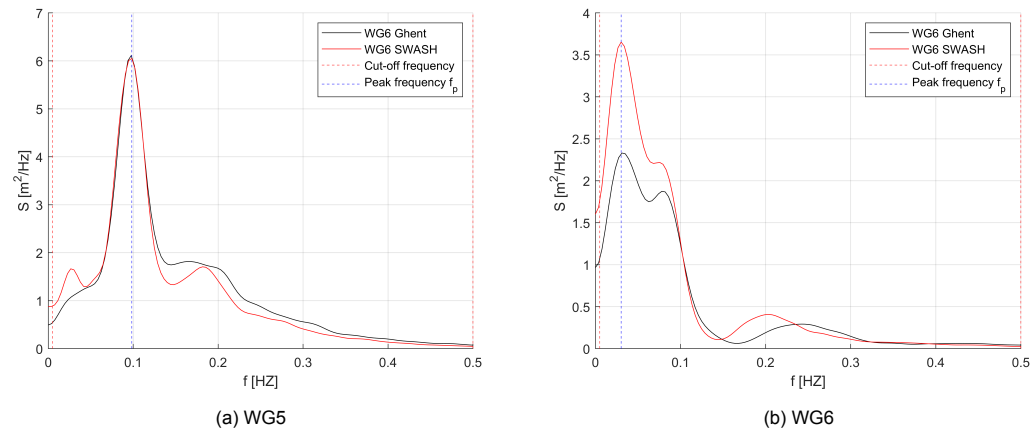 7
6
5
4
3
2
1
0
S [m²/Hz]
0
0.1
0.2
0.3
0.4
0.5
f [HZ]
WG6 Ghent
WG6 SWASH
Cut-off frequency
Peak frequency fₚ
(a) WG5
4
3.5
3
2.5
2
1.5
1
0.5
0
S [m²/Hz]
0
0.1
0.2
0.3
0.4
0.5
f [HZ]
WG6 Ghent
WG6 SWASH
Cut-off frequency
Peak frequency fₚ
(b) WG6